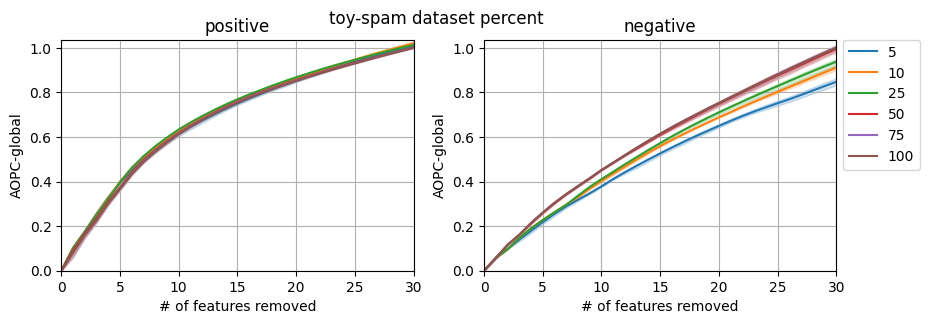 toy-spam dataset percent
positive
1.0
0.8
0.6
0.4
0.2
0.0
AOPC-global
0 5 10 15 20 25 30
# of features removed
negative
1.0
0.8
0.6
0.4
0.2
0.0
AOPC-global
0 5 10 15 20 25 30
# of features removed
5
10
25
50
75
100